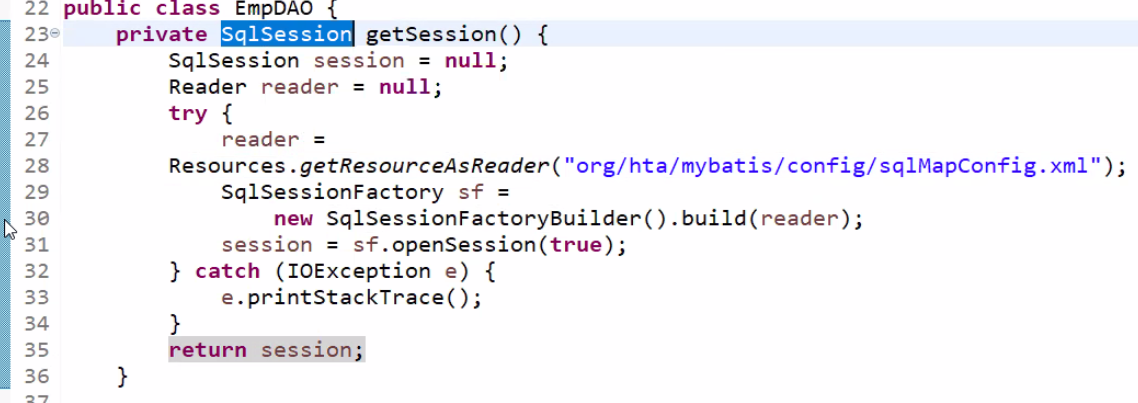 22 public class EmpDAO {
23 private SqlSession getSession() {
24 SqlSession session = null;
25 Reader reader = null;
26 try {
27 reader =
28 Resources.getResourceAsReader("org/hta/mybatis/config/sqlMapConfig.xml");
29 SqlSessionFactory sf =
30 new SqlSessionFactoryBuilder().build(reader);
31 session = sf.openSession(true);
32 } catch (IOException e) {
33 e.printStackTrace();
34 }
35 return session;
36 }
37